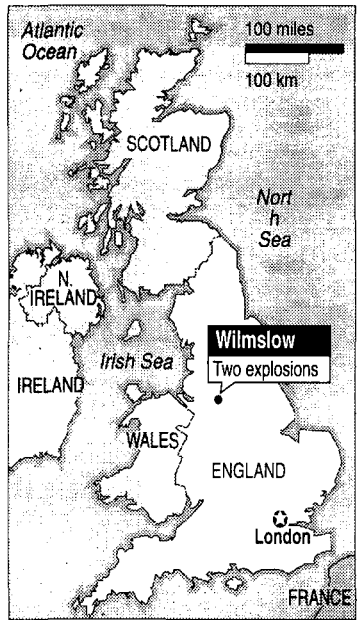 Atlantic
Ocean
100 miles
100 km
SCOTLAND
Nort
h
Sea
N.
IRELAND
Wilmslow
Two explosions
Irish Sea
IRELAND
WALES
ENGLAND
London
FRANCE